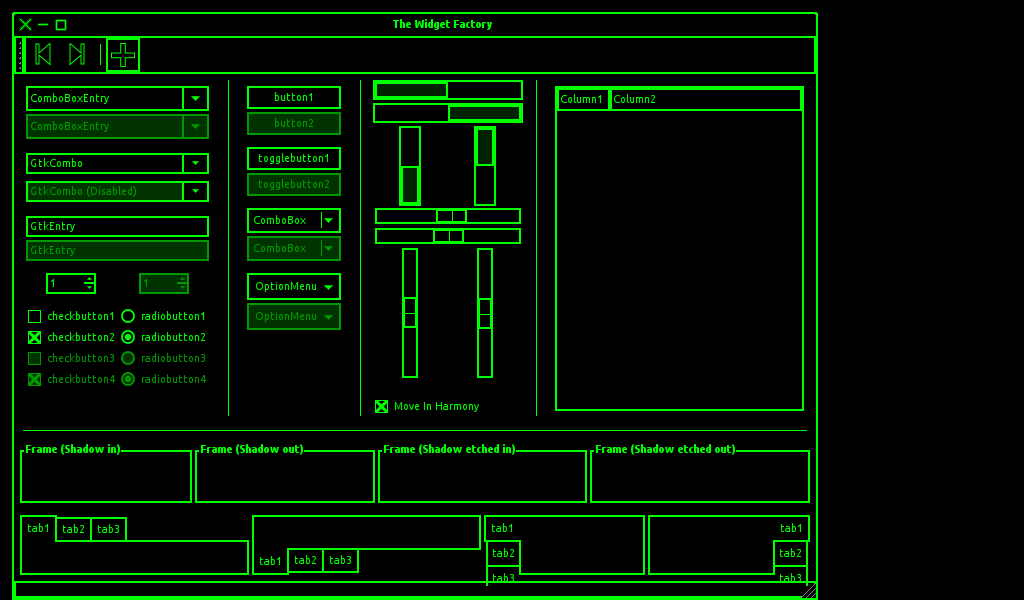 The Widget Factory
ComboBoxEntry
ComboBoxEntry
GtkCombo
GtkCombo (Disabled)
GtkEntry
GtkEntry
1 1
checkbutton1 radiobutton1
checkbutton2 radiobutton2
checkbutton3 radiobutton3
checkbutton4 radiobutton4
button1
button2
togglebutton1
togglebutton2
ComboBox
ComboBox
OptionMenu
OptionMenu
Move In Harmony
Column1 Column2
Frame (Shadow in) Frame (Shadow out) Frame (Shadow etched in) Frame (Shadow etched out)
tab1 tab2 tab3
tab1 tab2 tab3
tab1
tab2
tab3
tab1
tab2
tab3